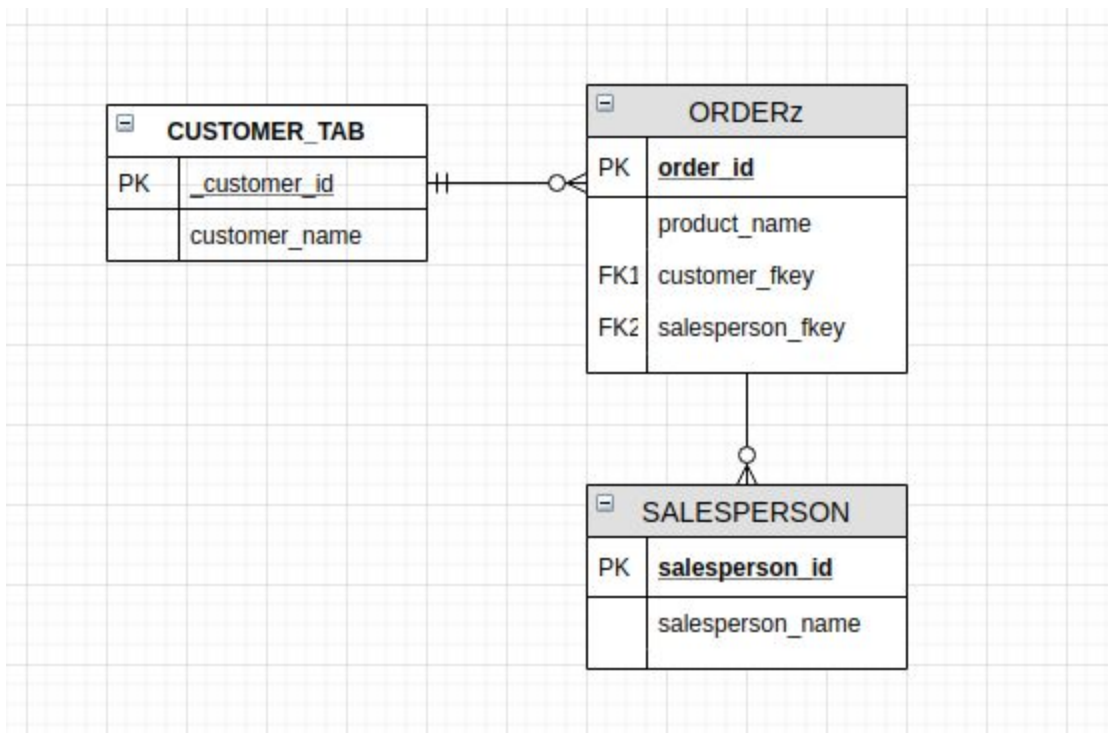 CUSTOMER_TAB
PK _customer_id
customer_name
ORDERz
PK order_id
product_name
FK1 customer_fkey
FK2 salesperson_fkey
SALESPERSON
PK salesperson_id
salesperson_name